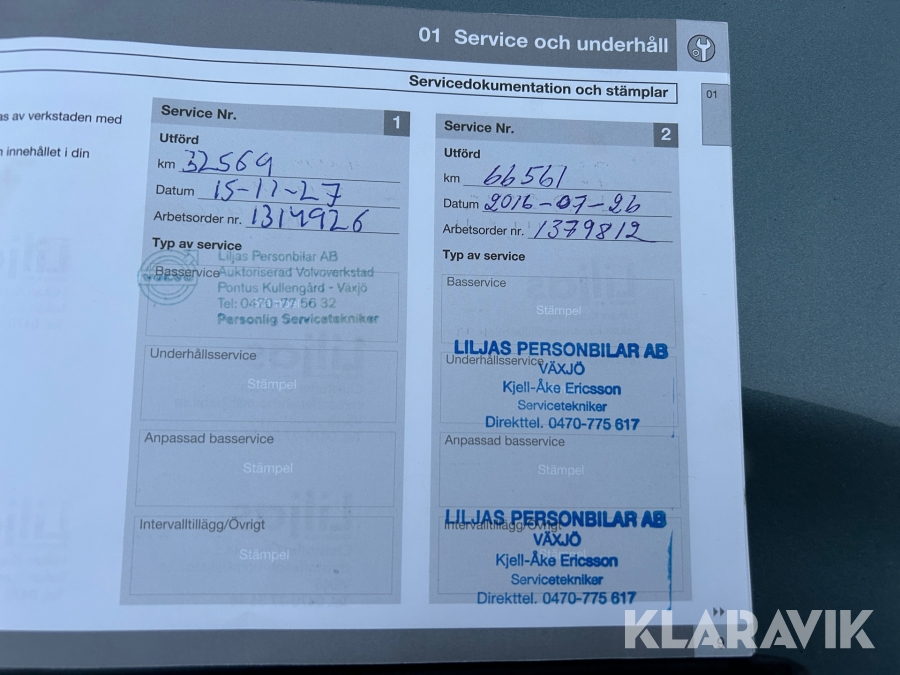 01 Service och underhåll
Servicedokumentation och stämplar
01
as av verkstaden med
innehållet i din
Service Nr. 1
Utförd
km 32569
Datum 15-11-27
Arbetsorder nr. 1314926
Typ av service
Basservice
VOLVO
Liljas Personbilar AB
Auktoriserad Volvoverkstad
Pontus Kullengård - Växjö
Tel: 0470-77 56 32
Personlig Servicetekniker
Underhållsservice
Stämpel
Anpassad basservice
Stämpel
Intervalltillägg/Övrigt
Stämpel
Service Nr. 2
Utförd
km 66561
Datum 2016-07-26
Arbetsorder nr. 1379812
Typ av service
Basservice
Stämpel
LILJAS PERSONBILAR AB
Underhållsservice
VÄXJÖ
Kjell-Åke Ericsson
Servicetekniker
Direkttel. 0470-775 617
Anpassad basservice
Stämpel
LILJAS PERSONBILAR AB
Intervalltillägg/Övrigt
VÄXJÖ
Kjell-Åke Ericsson
Servicetekniker
Direkttel. 0470-775 617
KLARAVIK